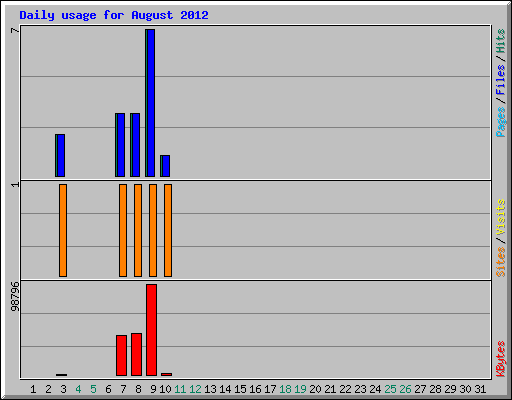 Daily usage for August 2012
7
Pages / Files / Hits
1
Sites / Visits
98796
KBytes
1 2 3 4 5 6 7 8 9 10 11 12 13 14 15 16 17 18 19 20 21 22 23 24 25 26 27 28 29 30 31